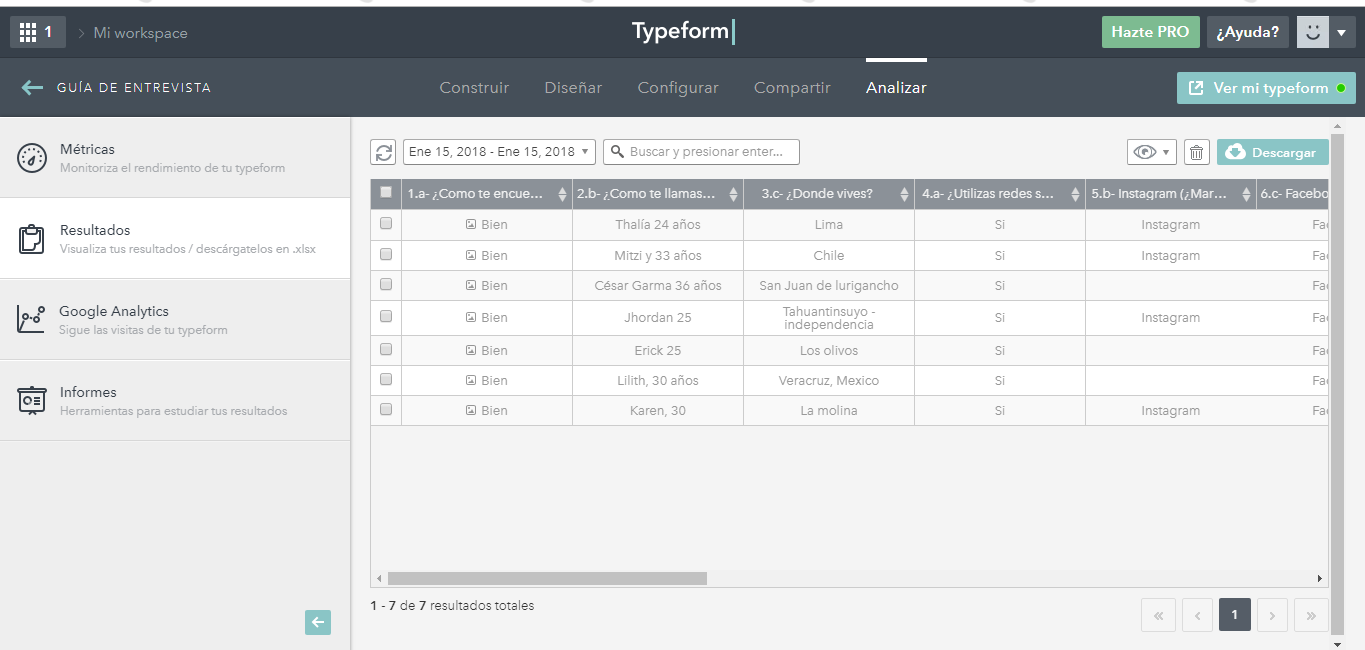 1
Mi workspace
Typeform
Hazte PRO
¿Ayuda?
GUÍA DE ENTREVISTA
Construir
Diseñar
Configurar
Compartir
Analizar
Ver mi typeform
Métricas
Monitoriza el rendimiento de tu typeform
Resultados
Visualiza tus resultados / descárgatelos en .xlsx
Google Analytics
Sigue las visitas de tu typeform
Informes
Herramientas para estudiar tus resultados
Ene 15, 2018 - Ene 15, 2018
Buscar y presionar enter...
Descargar
1.a- ¿Como te encue... 2.b- ¿Como te llamas... 3.c- ¿Donde vives? 4.a- ¿Utilizas redes s... 5.b- Instagram (¿Mar... 6.c- Facebo
Bien Thalía 24 años Lima Si Instagram Fac
Bien Mitzi y 33 años Chile Si Instagram Fac
Bien César Garma 36 años San Juan de lurigancho Si Fac
Bien Jhordan 25 Tahuantinsuyo - Si Instagram Fac
independencia
Bien Erick 25 Los olivos Si Fac
Bien Lilith, 30 años Veracruz, Mexico Si Fac
Bien Karen, 30 La molina Si Instagram Fac
1 - 7 de 7 resultados totales
« ‹ 1 › »